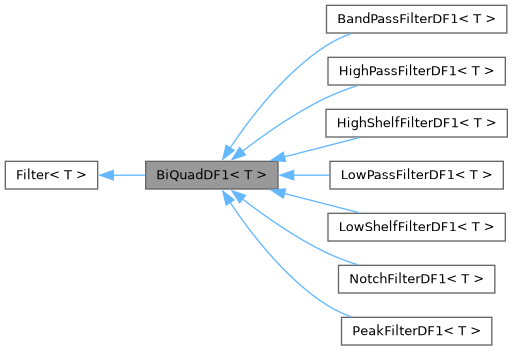 BandPassFilterDF1< T >
HighPassFilterDF1< T >
HighShelfFilterDF1< T >
Filter< T >
BiQuadDF1< T >
LowPassFilterDF1< T >
LowShelfFilterDF1< T >
NotchFilterDF1< T >
PeakFilterDF1< T >